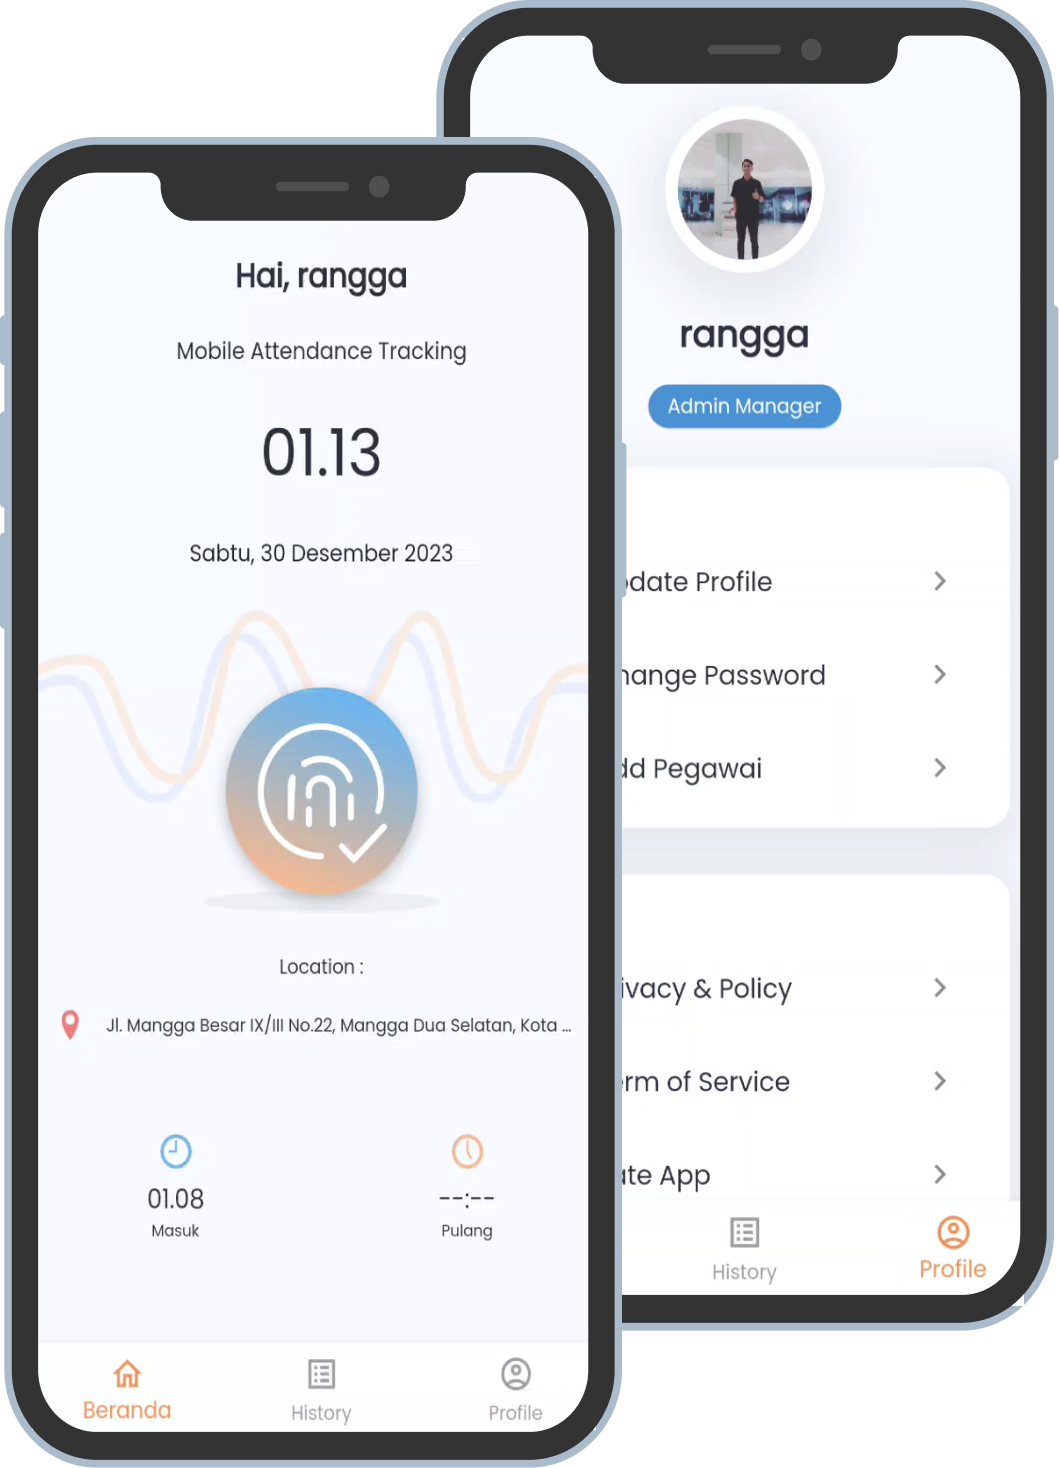 Hai, rangga
Mobile Attendance Tracking
01.13
Sabtu, 30 Desember 2023
Location :
Jl. Mangga Besar IX/III No.22, Mangga Dua Selatan, Kota ...
01.08
Masuk
--:--
Pulang
Beranda
History
Profile
rangga
Admin Manager
date Profile
hange Password
dd Pegawai
ivacy & Policy
erm of Service
ate App
History
Profile